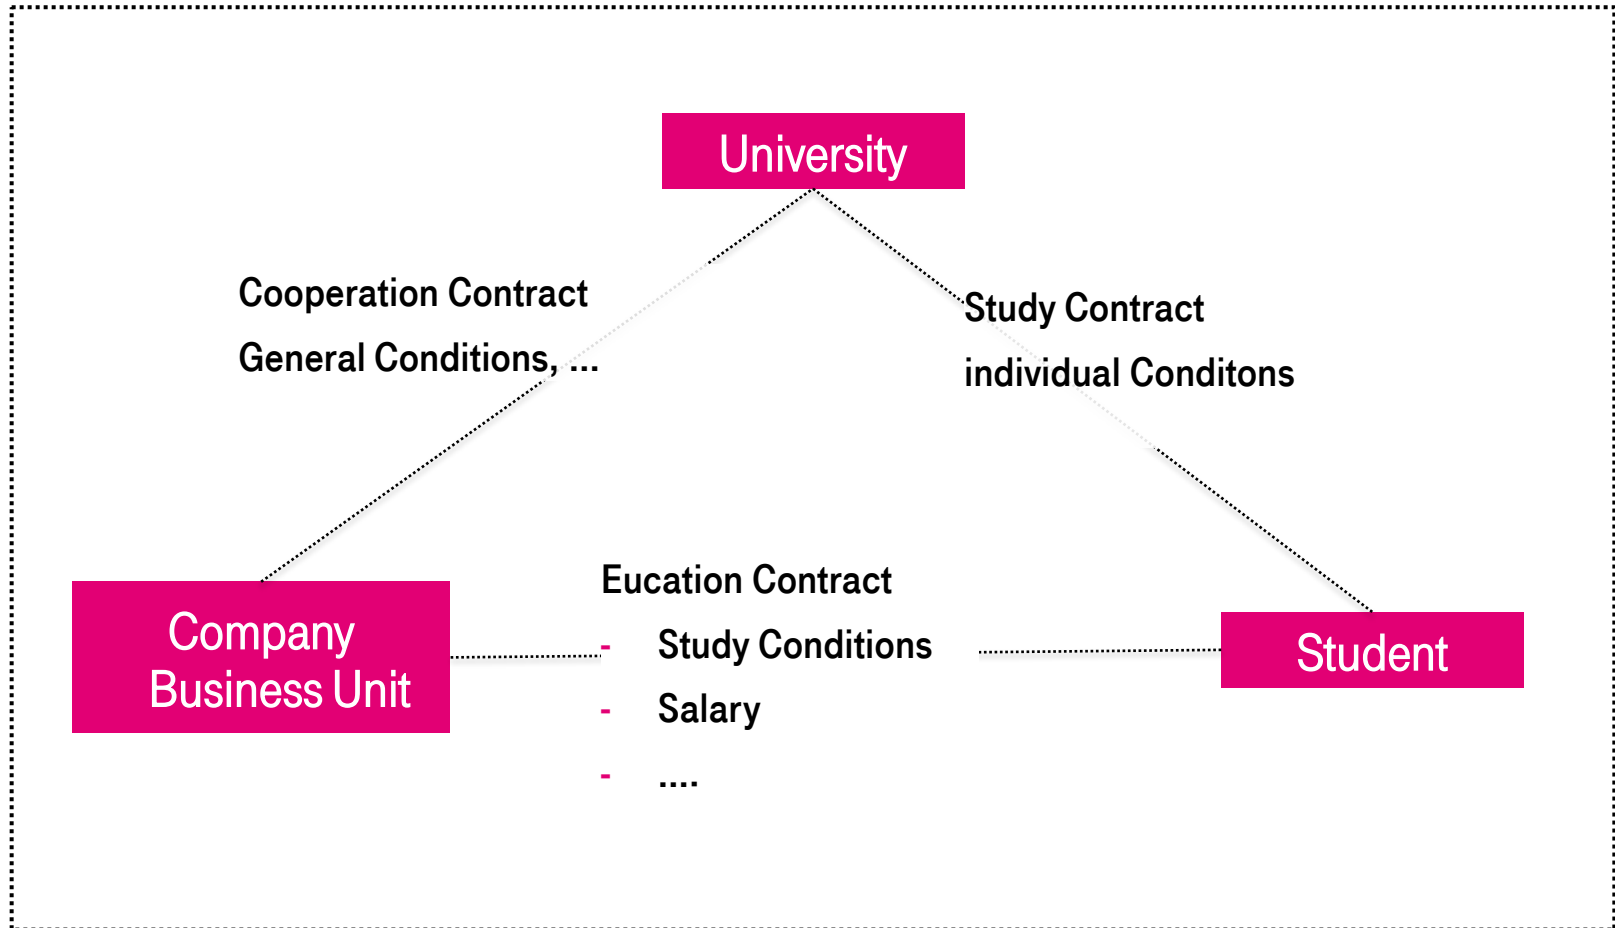 University
Cooperation Contract
General Conditions, ...
Study Contract
individual Conditons
Company
Business Unit
Eucation Contract
- Study Conditions
- Salary
- ....
Student